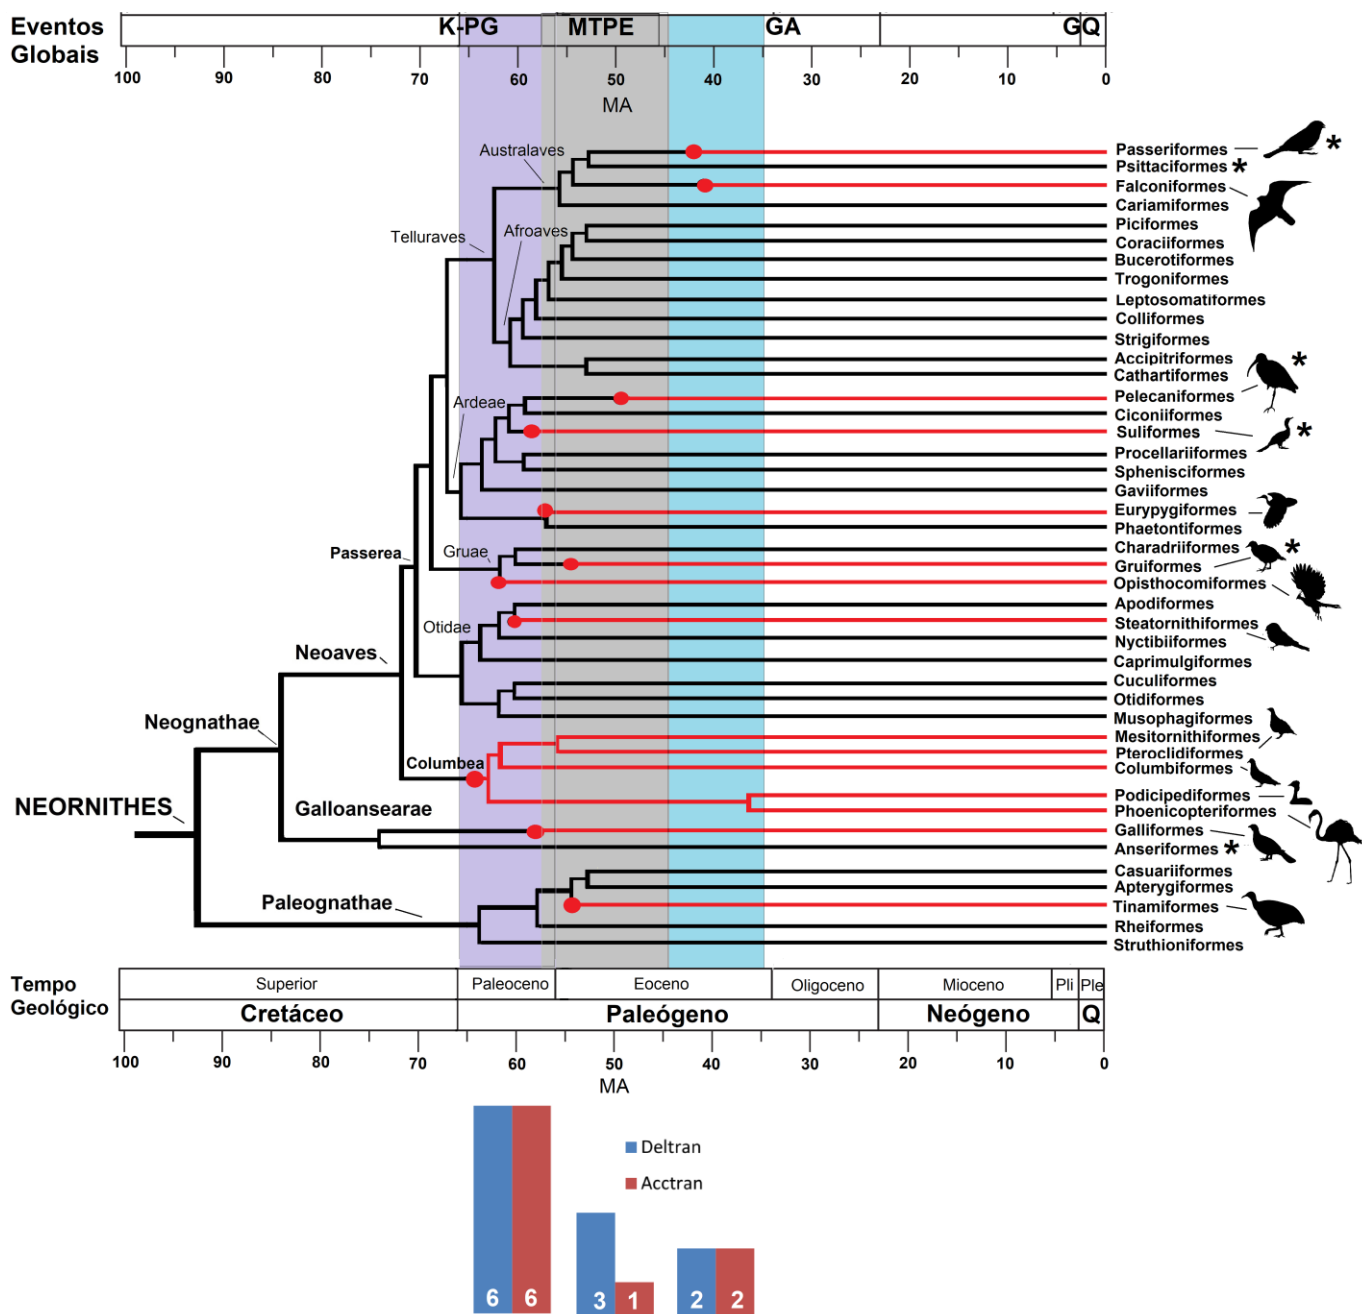 Eventos
Globais
K-PG MTPE GA GQ
100 90 80 70 60 50 40 30 20 10 0
MA
Australaves
Passeriformes *
Psittaciformes *
Falconiformes
Cariamiformes
Telluraves
Afroaves
Piciformes
Coraciiformes
Bucerotiformes
Trogoniformes
Leptosomatiformes
Colliformes
Strigiformes
Accipitriformes
Cathartiformes
*
Ardeae
Pelecaniformes
Ciconiiformes
Suliformes *
Procellariiformes
Sphenisciformes
Gaviiformes
Eurypygiformes
Phaetontiformes
Passerea
Gruae
Charadriiformes
*
Gruiformes
Opisthocomiformes
Apodiformes
Otidae
Steatornithiformes
Nyctibiiformes
Neoaves
Caprimulgiformes
Cuculiformes
Otidiformes
Neognathae
Musophagiformes
Mesitornithiformes
Pteroclidiformes
Columbea
Columbiformes
Podicipediformes
NEORNITHES
Galloansearae
Phoenicopteriformes
Galliformes
Anseriformes *
Casuariiformes
Apterygiformes
Paleognathae
Tinamiformes
Rheiformes
Struthioniformes
Tempo
Geológico
Superior Paleoceno Eoceno Oligoceno Mioceno Pli Ple
Cretáceo Paleógeno Neógeno Q
100 90 80 70 60 50 40 30 20 10 0
MA
Deltran
Acctran
6 6 3 1 2 2